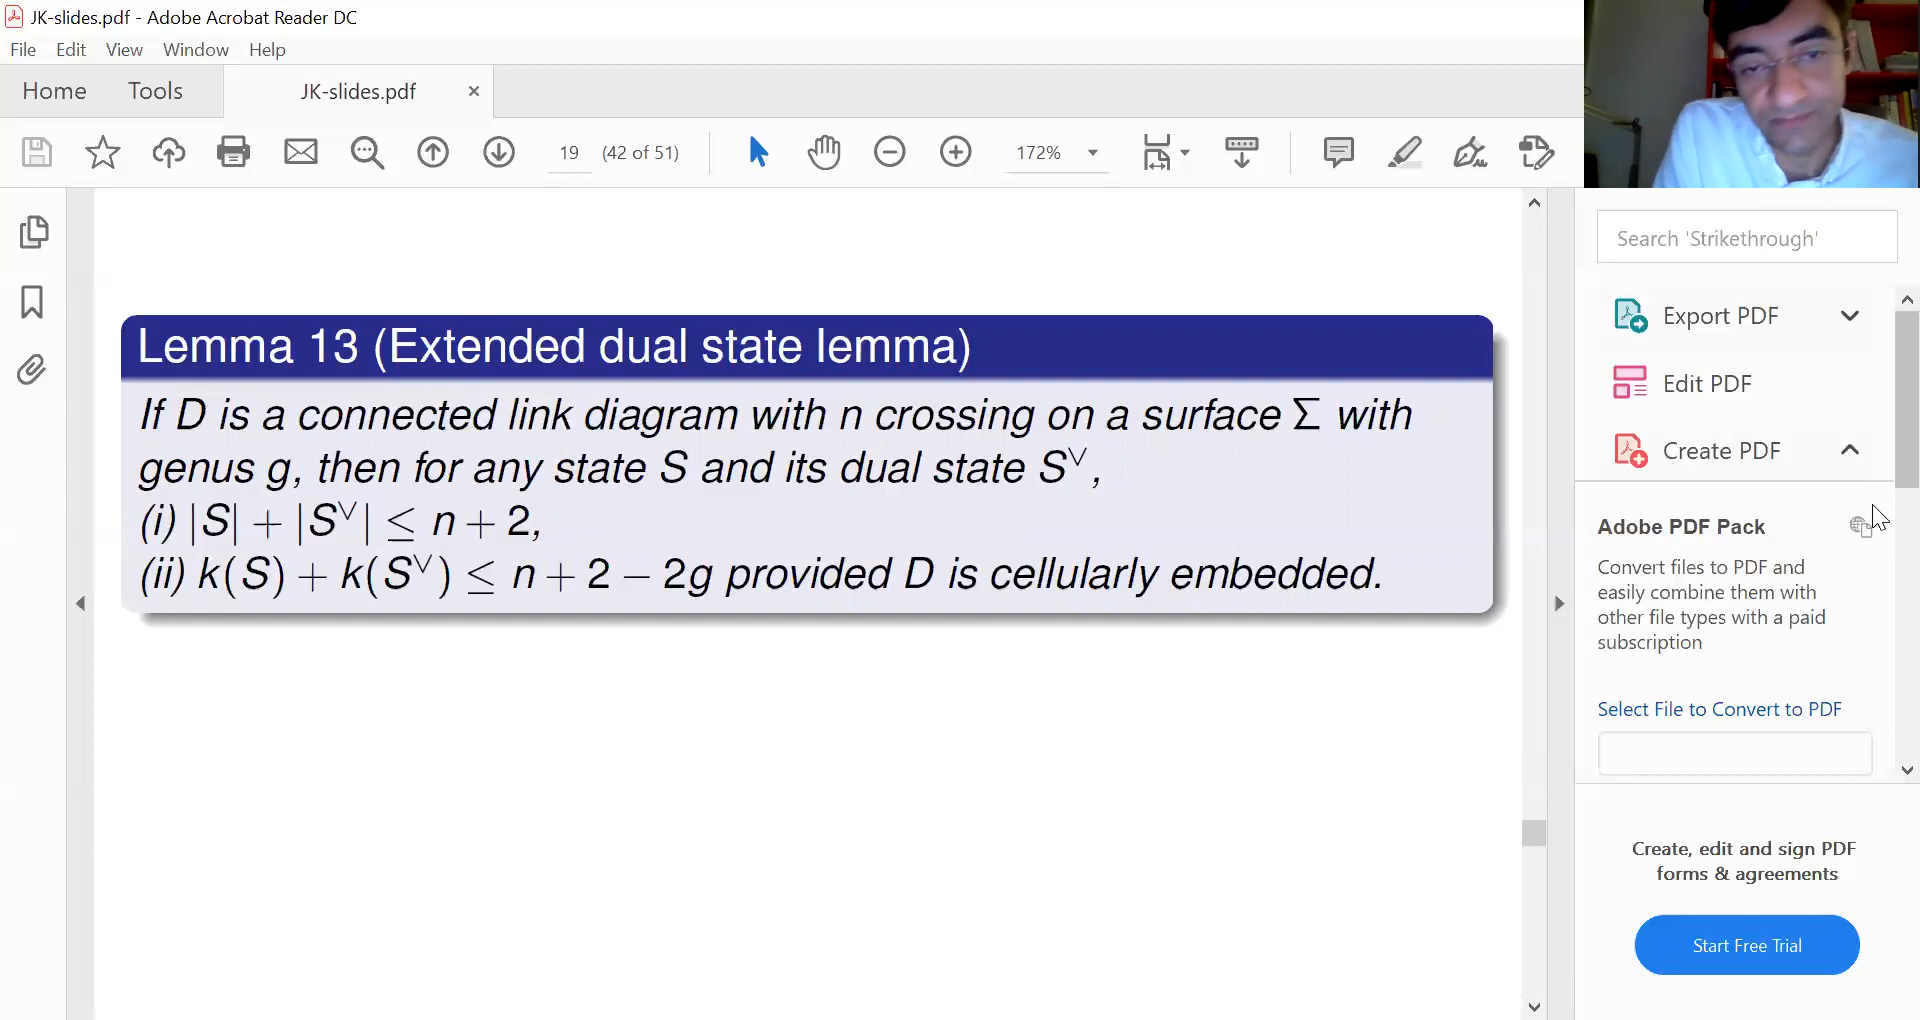 JK-slides.pdf - Adobe Acrobat Reader DC
File Edit View Window Help
Home Tools JK-slides.pdf ×
19 (42 of 51) 172%
Search 'Strikethrough'
Lemma 13 (Extended dual state lemma)
If D is a connected link diagram with n crossing on a surface Σ with
genus g, then for any state S and its dual state S^∨,
(i) |S| + |S^∨| ≤ n + 2,
(ii) k(S) + k(S^∨) ≤ n + 2 − 2g provided D is cellularly embedded.
Export PDF
Edit PDF
Create PDF
Adobe PDF Pack
Convert files to PDF and
easily combine them with
other file types with a paid
subscription
Select File to Convert to PDF
Create, edit and sign PDF
forms & agreements
Start Free Trial